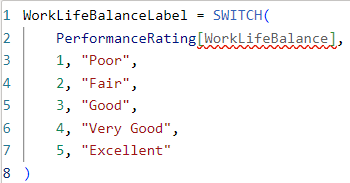 1 WorkLifeBalanceLabel = SWITCH(
2 PerformanceRating[WorkLifeBalance],
3 1, "Poor",
4 2, "Fair",
5 3, "Good",
6 4, "Very Good",
7 5, "Excellent"
8 )